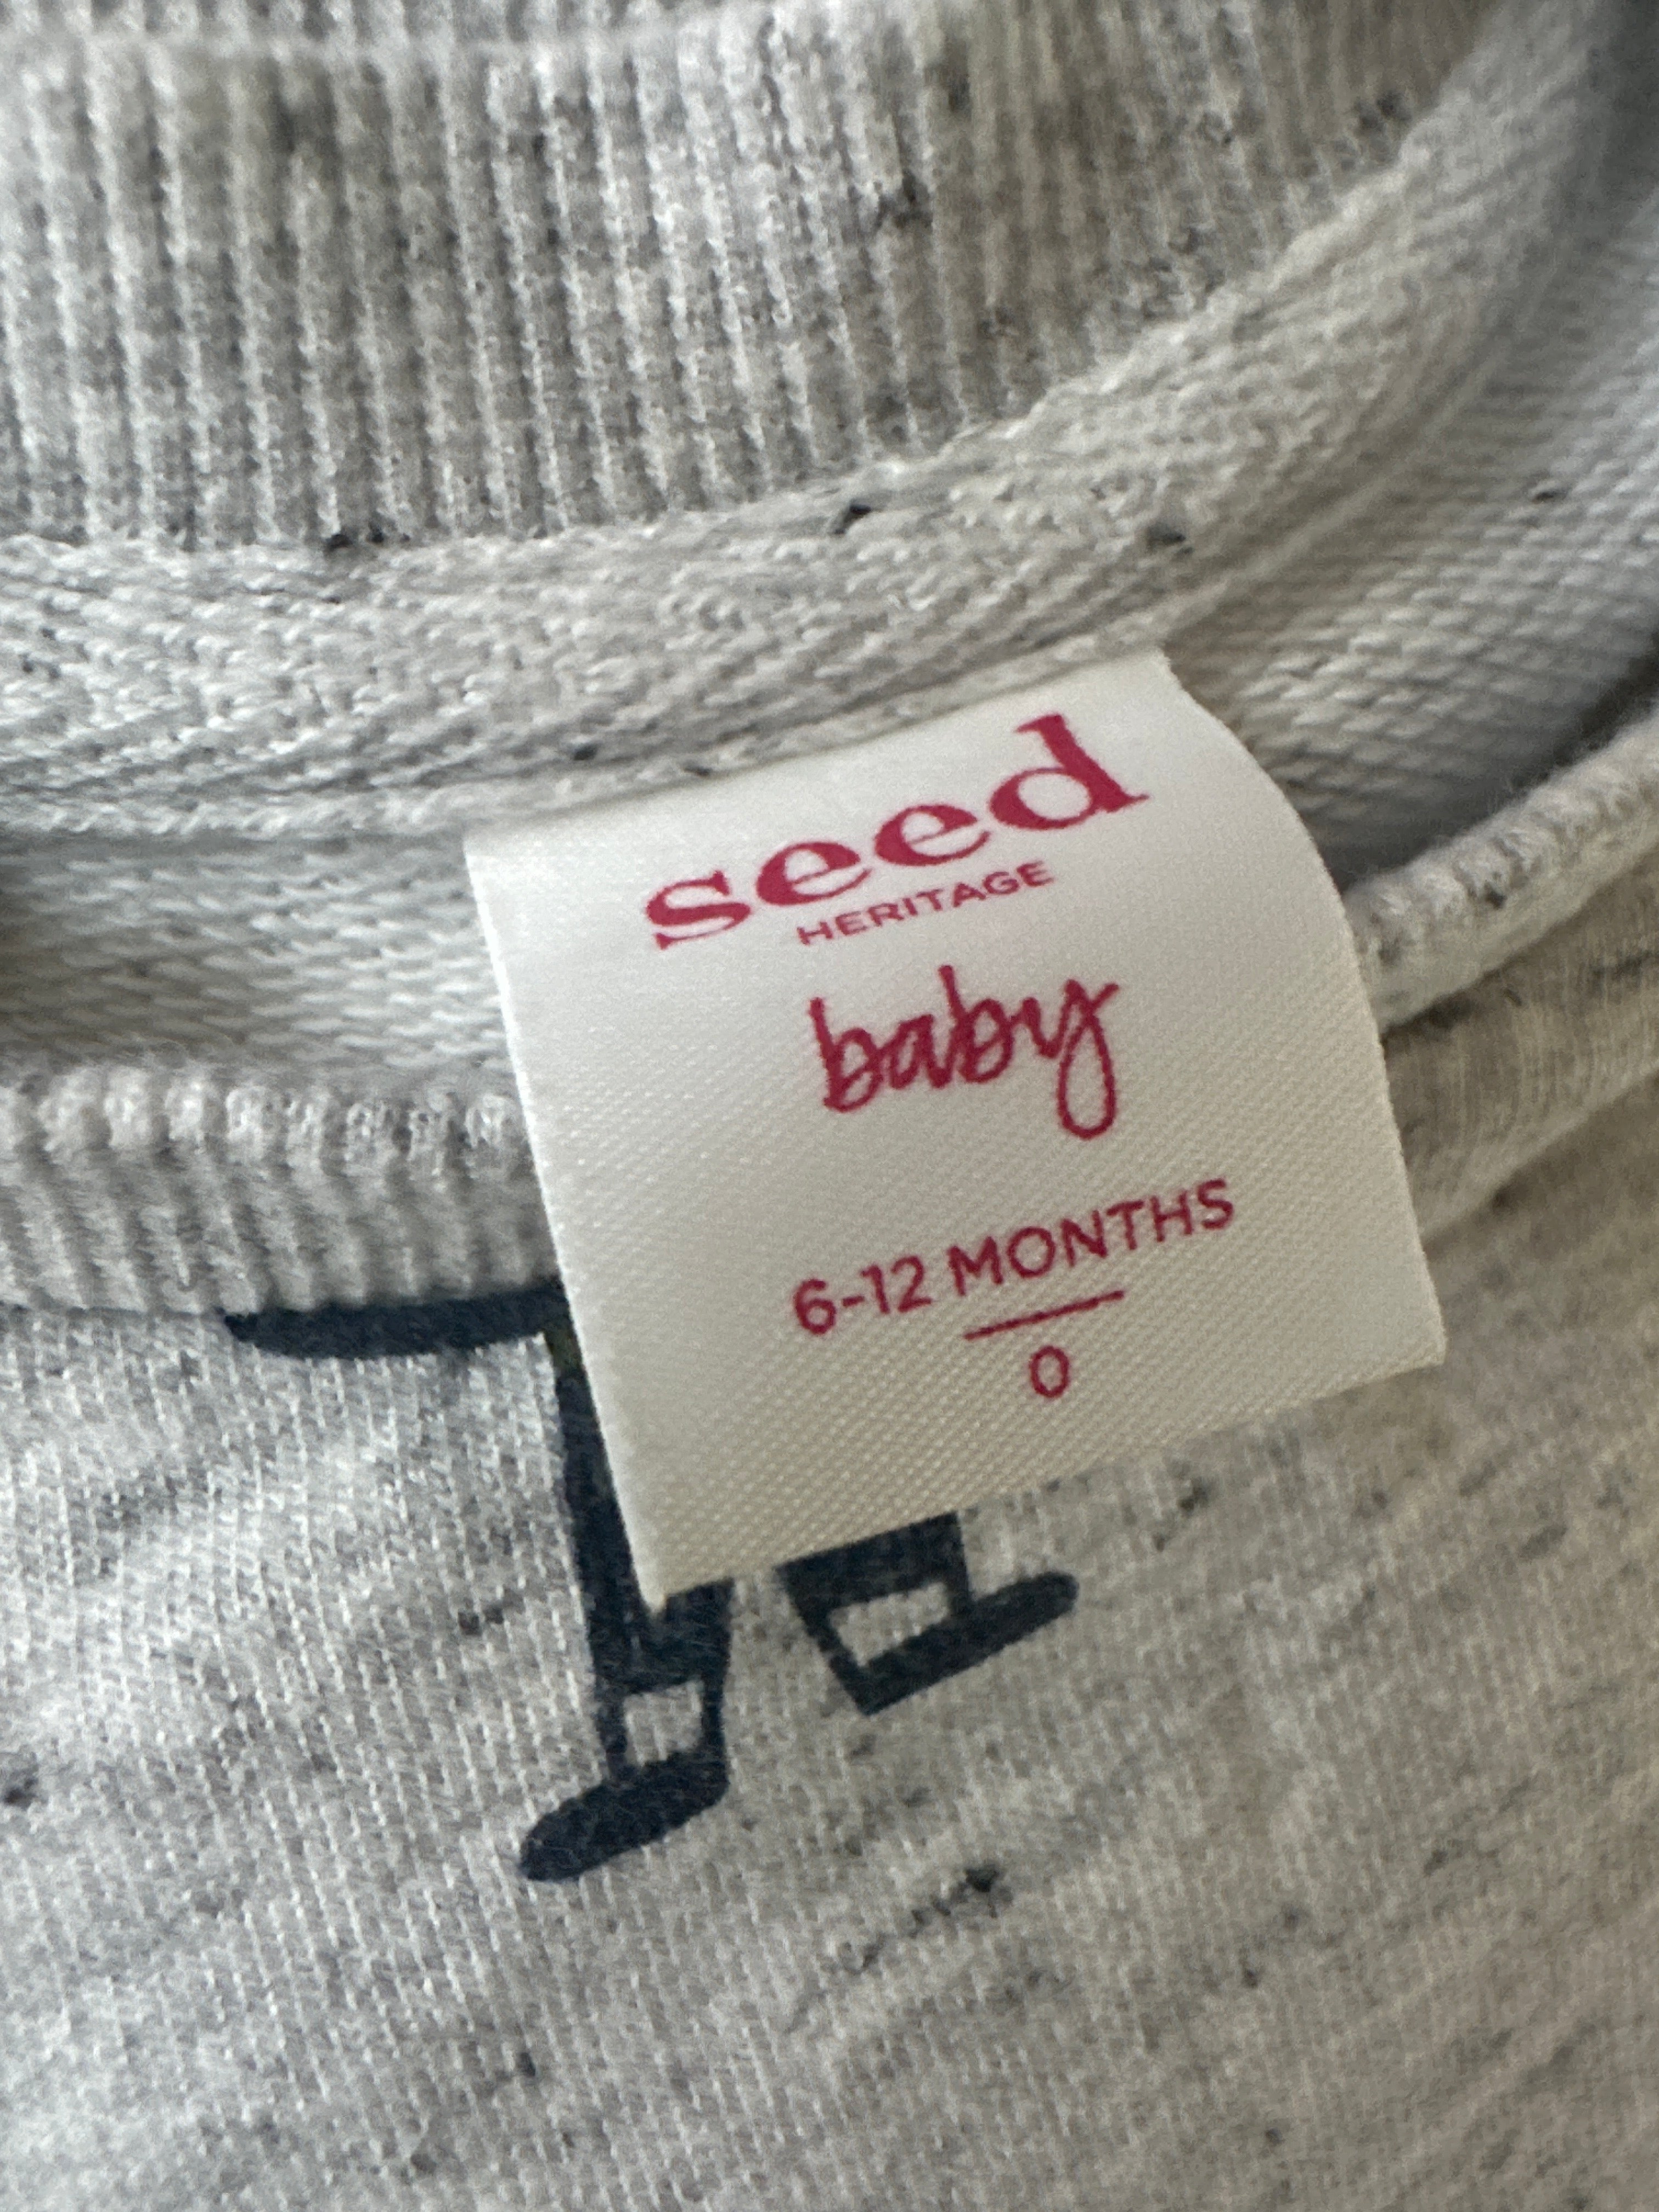 seed
HERITAGE
baby
6-12 MONTHS
0